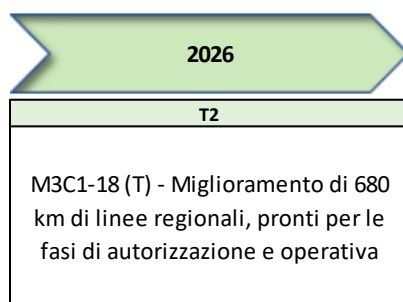 2026
T2
M3C1-18 (T) - Miglioramento di 680
km di linee regionali, pronti per le
fasi di autorizzazione e operativa